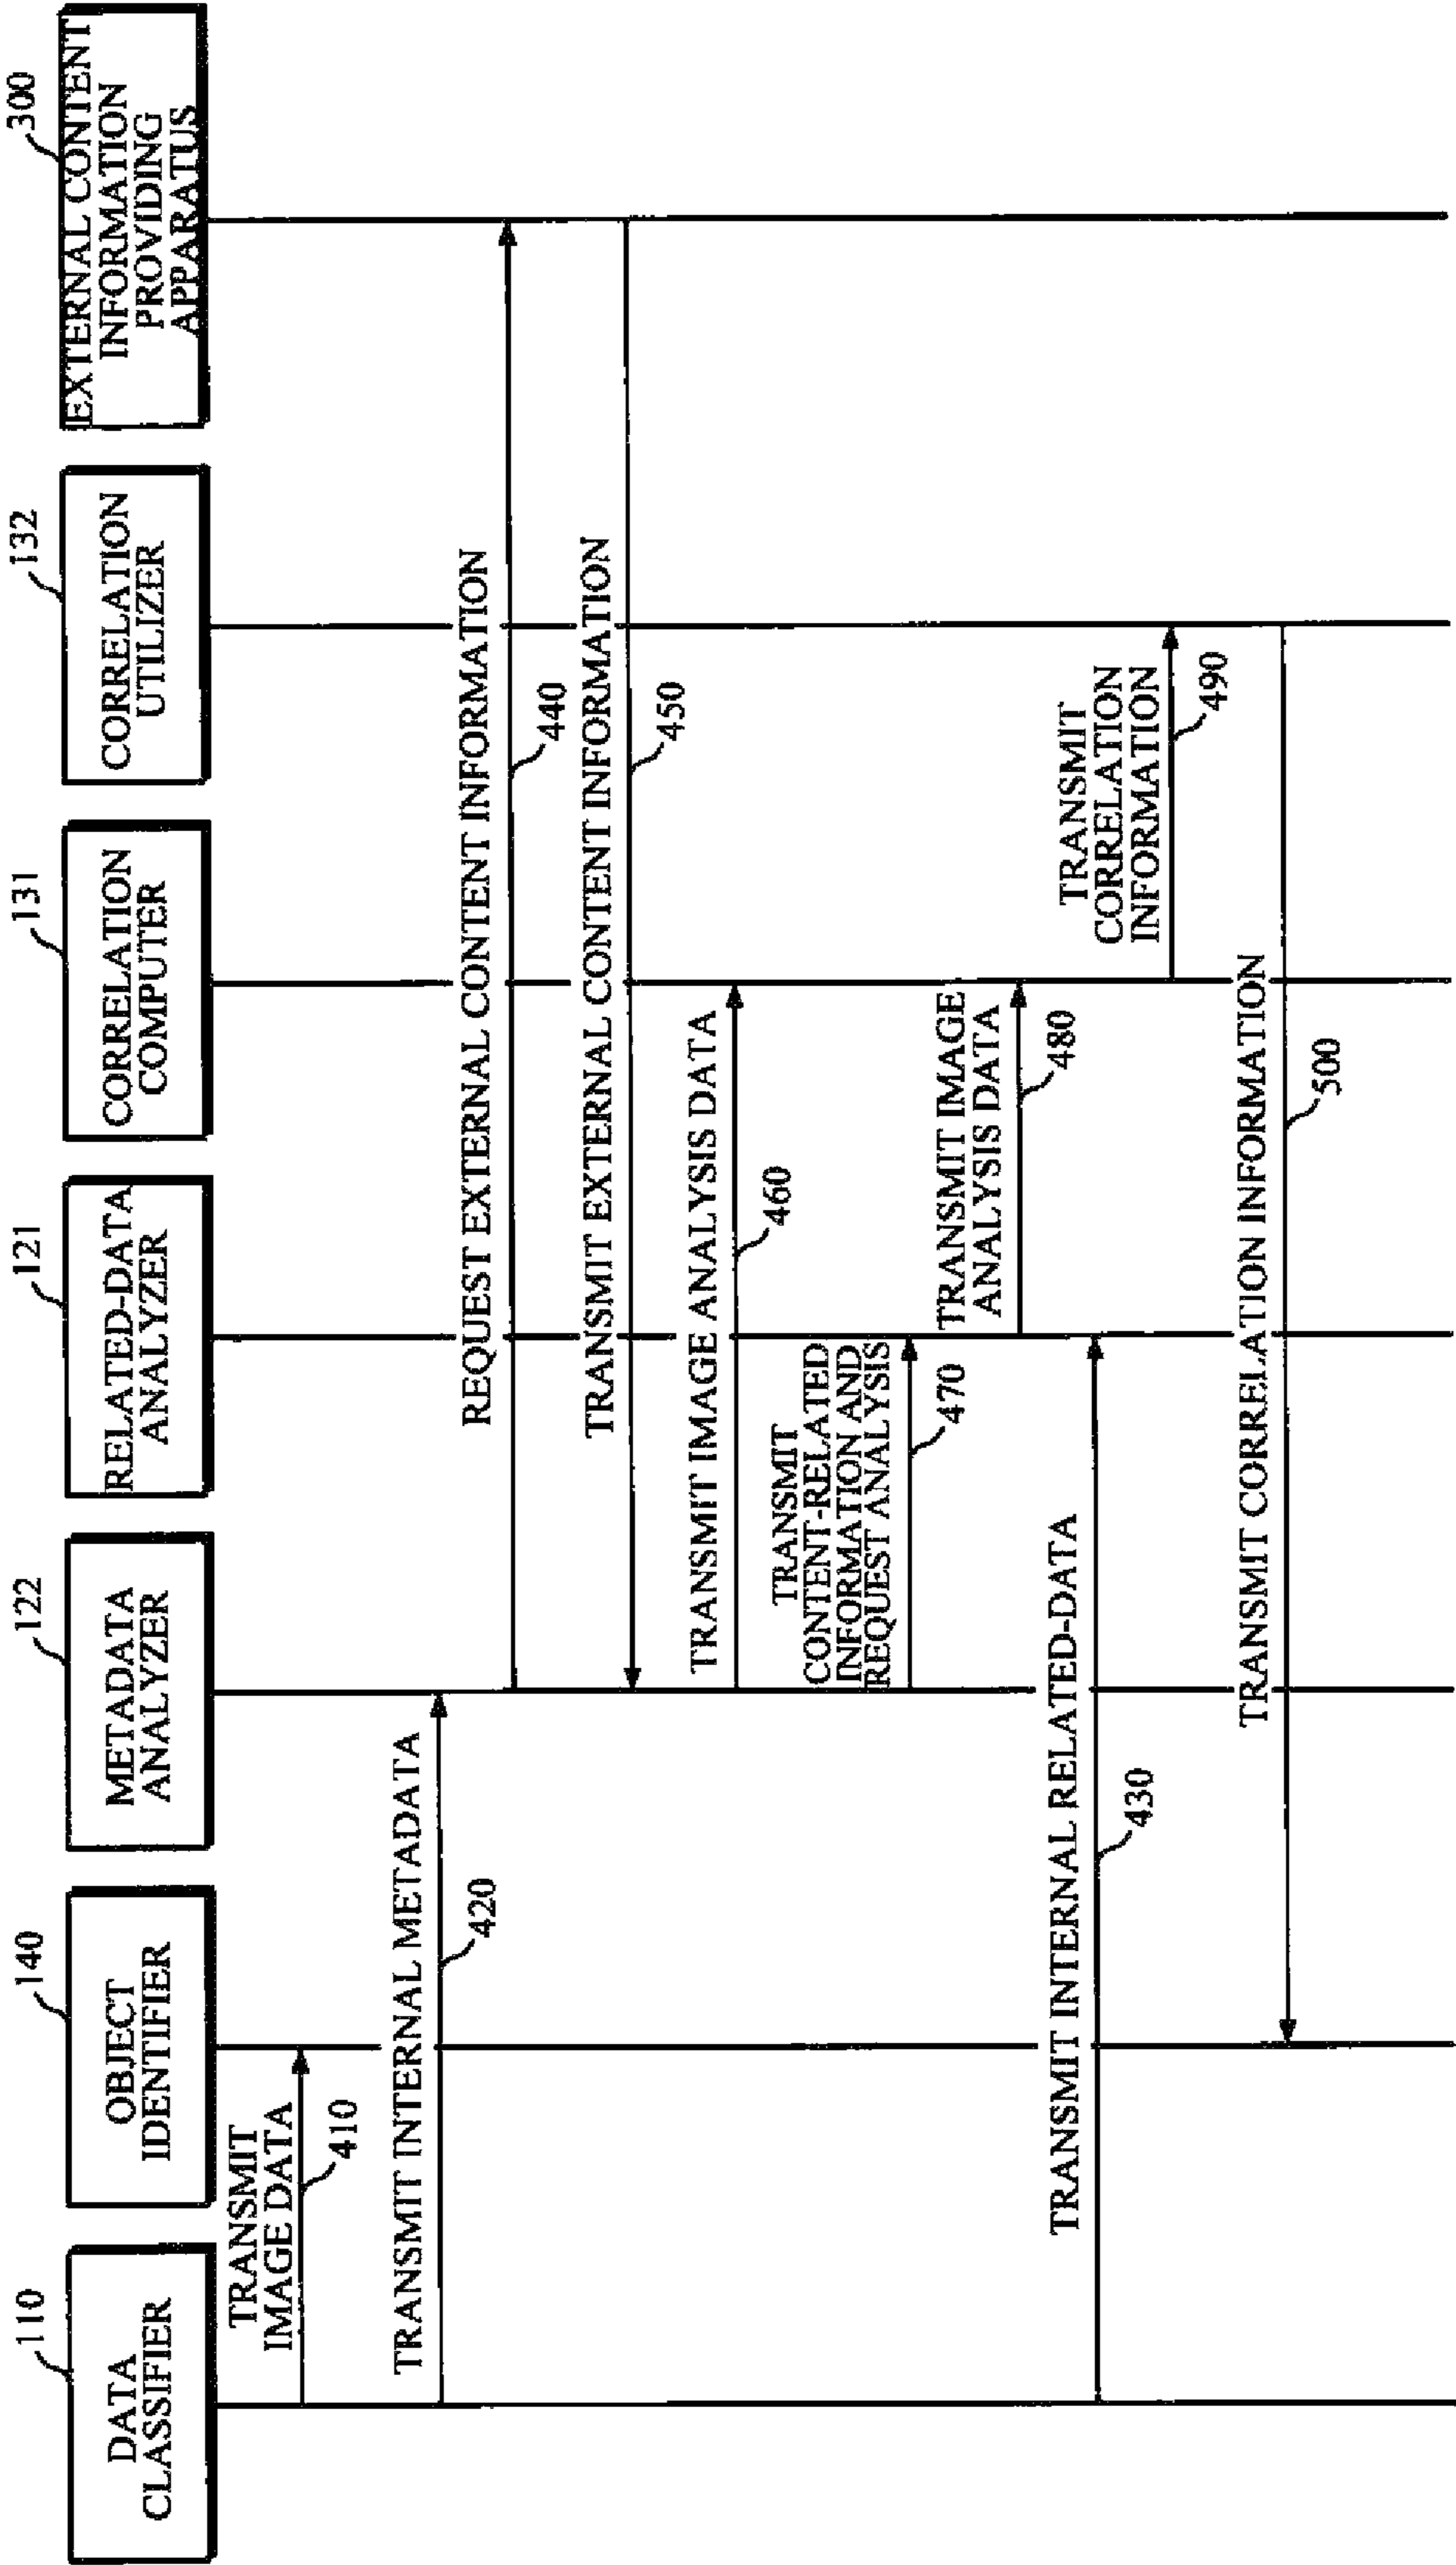 110
DATA
CLASSIFIER
140
OBJECT
IDENTIFIER
122
METADATA
ANALYZER
121
RELATED-DATA
ANALYZER
131
CORRELATION
COMPUTER
132
CORRELATION
UTILIZER
300
EXTERNAL CONTENT
INFORMATION
PROVIDING
APPARATUS
TRANSMIT
IMAGE DATA
410
TRANSMIT INTERNAL METADATA
420
REQUEST EXTERNAL CONTENT INFORMATION
440
TRANSMIT EXTERNAL CONTENT INFORMATION
450
TRANSMIT IMAGE ANALYSIS DATA
460
TRANSMIT
CONTENT-RELATED
INFORMATION AND
REQUEST ANALYSIS
470
TRANSMIT IMAGE
ANALYSIS DATA
480
TRANSMIT INTERNAL RELATED-DATA
430
TRANSMIT
CORRELATION
INFORMATION
490
TRANSMIT CORRELATION INFORMATION
500